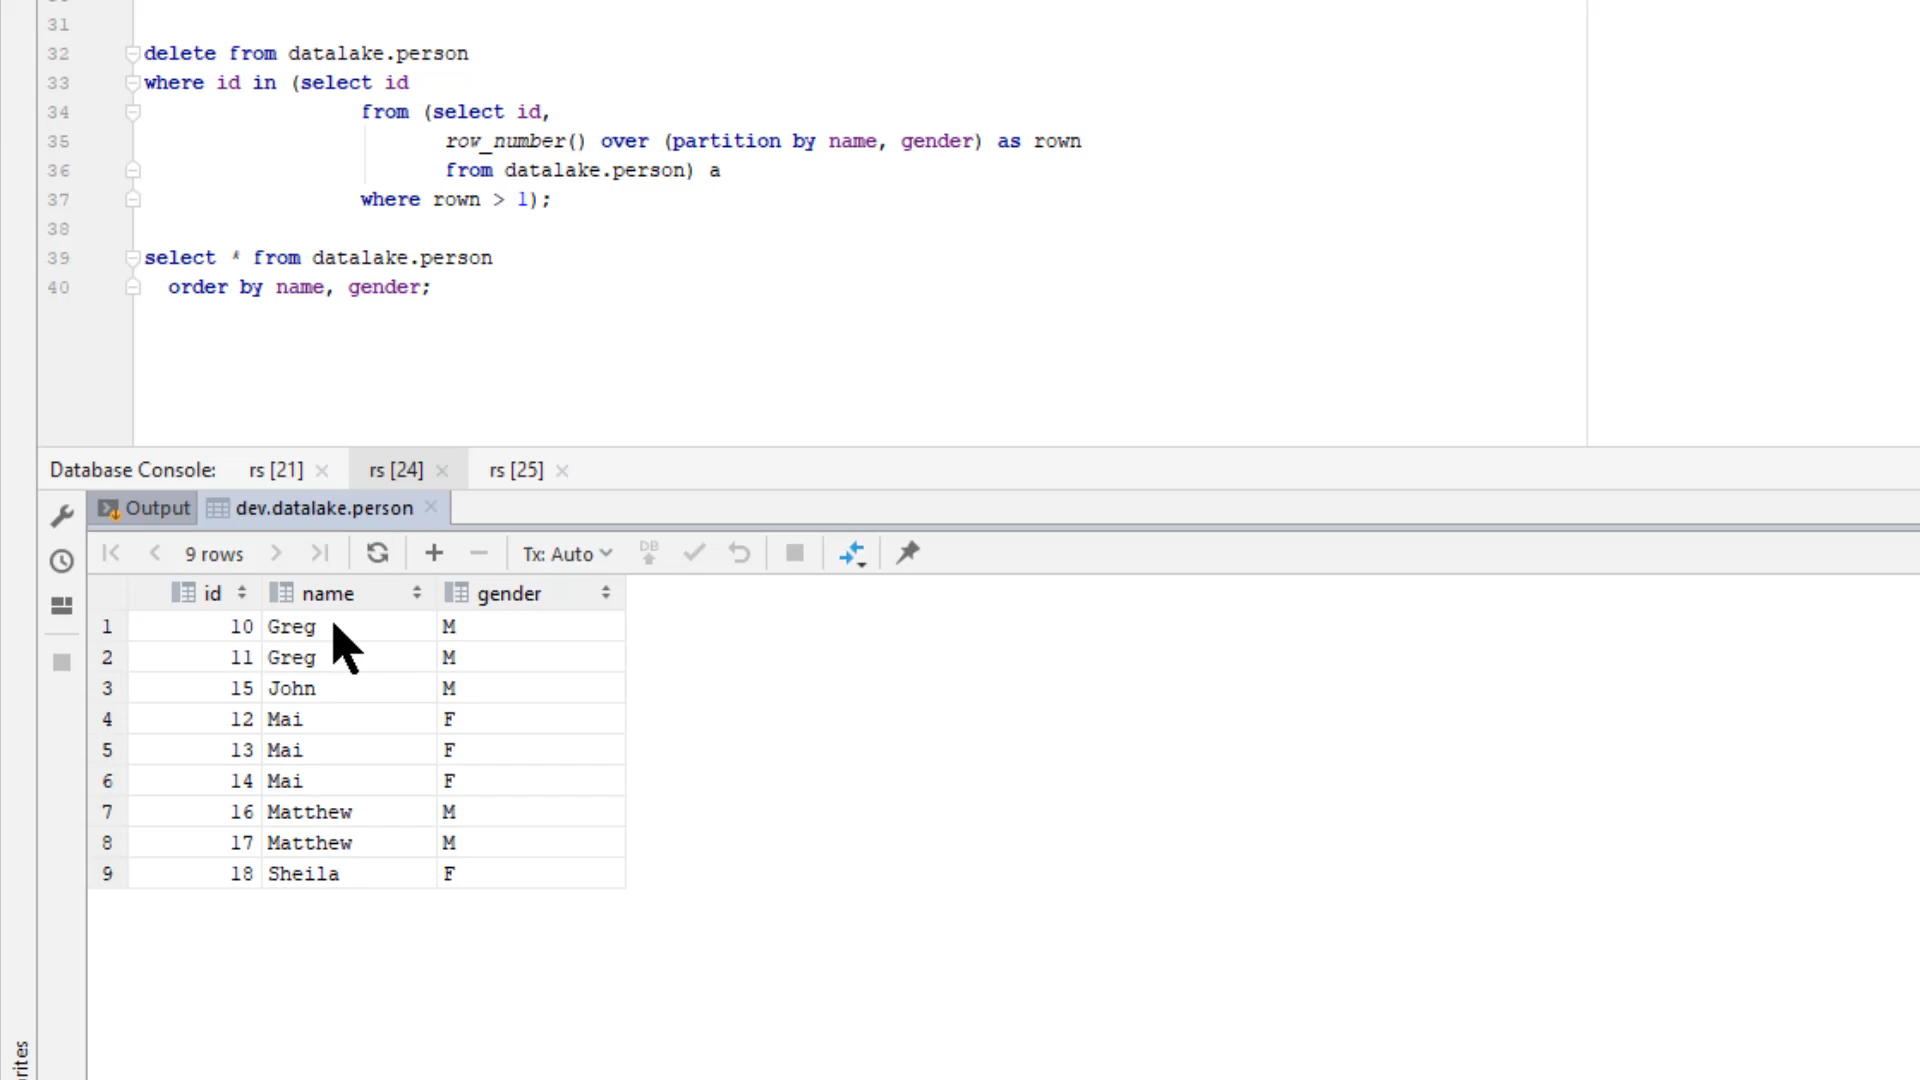 31
32 delete from datalake.person
33 where id in (select id
34 from (select id,
35 row_number() over (partition by name, gender) as rown
36 from datalake.person) a
37 where rown > 1);
38
39 select * from datalake.person
40 order by name, gender;
Database Console: rs [21] rs [24] rs [25]
Output dev.datalake.person
9 rows Tx: Auto DB
id name gender
1 10 Greg M
2 11 Greg M
3 15 John M
4 12 Mai F
5 13 Mai F
6 14 Mai F
7 16 Matthew M
8 17 Matthew M
9 18 Sheila F
rites